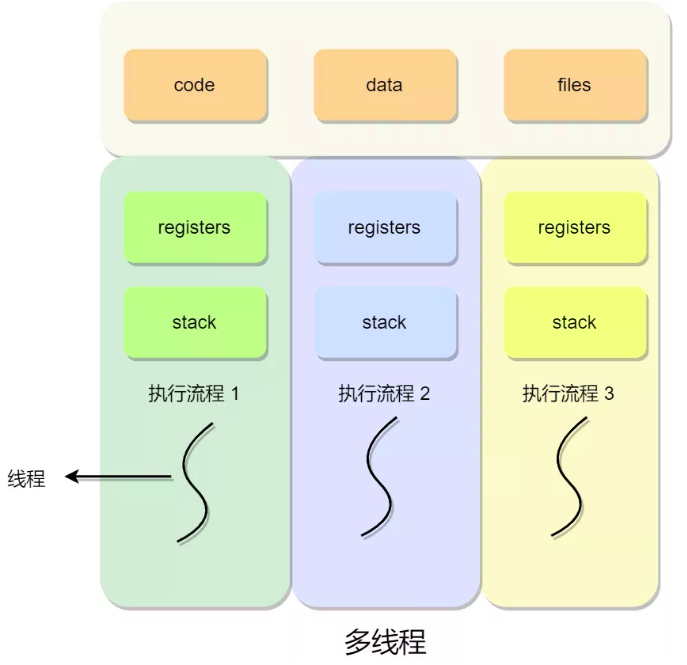 code
data
files
registers
registers
registers
stack
stack
stack
执行流程 1
执行流程 2
执行流程 3
线程
多线程